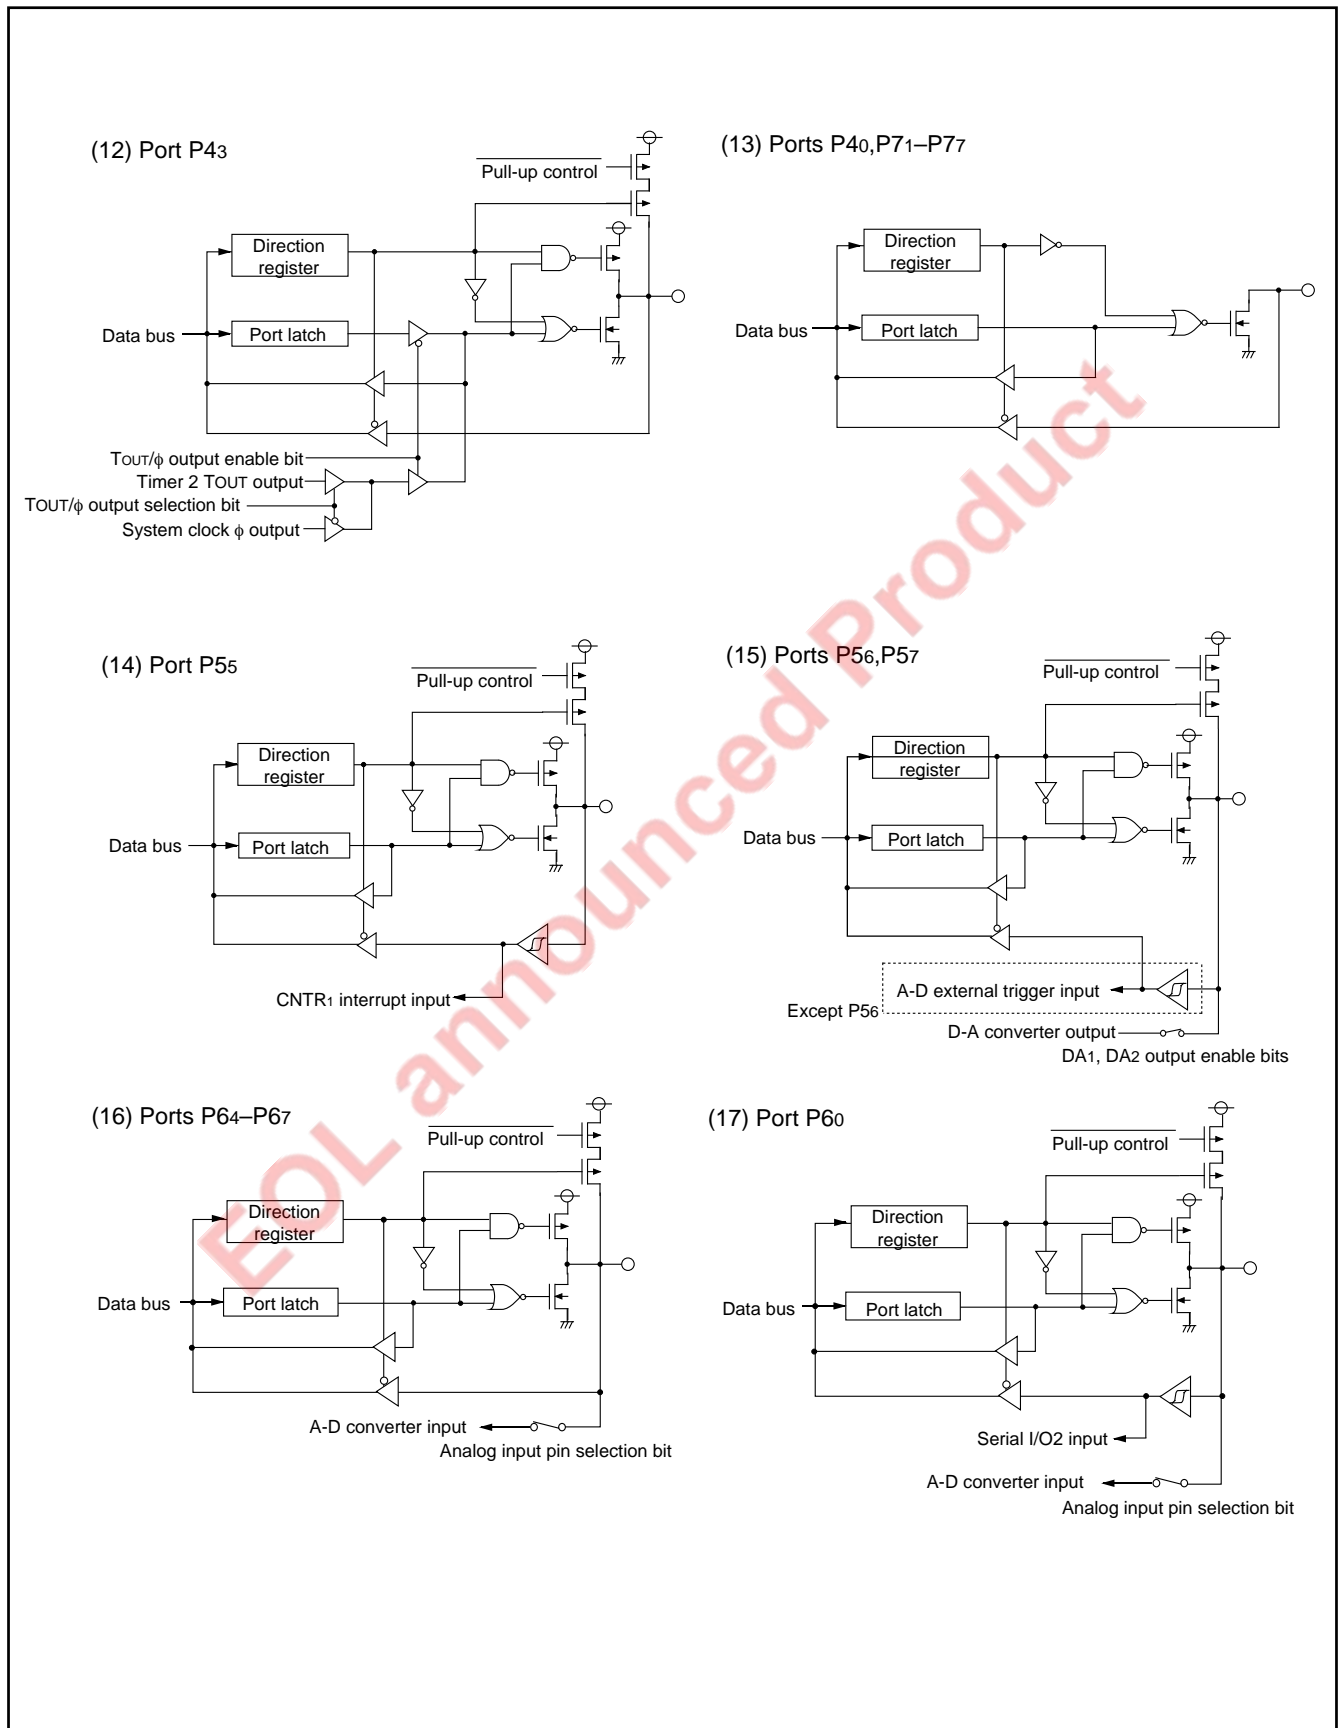 (12) Port P43
Pull-up control
Direction
register
Data bus
Port latch
TOUT/φ output enable bit
Timer 2 TOUT output
TOUT/φ output selection bit
System clock φ output
(13) Ports P40,P71–P77
Direction
register
Data bus
Port latch
(14) Port P55
Pull-up control
Direction
register
Data bus
Port latch
CNTR1 interrupt input
(15) Ports P56,P57
Pull-up control
Direction
register
Data bus
Port latch
A-D external trigger input
Except P56
D-A converter output
DA1, DA2 output enable bits
(16) Ports P64–P67
Pull-up control
Direction
register
Data bus
Port latch
A-D converter input
Analog input pin selection bit
(17) Port P60
Pull-up control
Direction
register
Data bus
Port latch
Serial I/O2 input
A-D converter input
Analog input pin selection bit
EOL announced Product